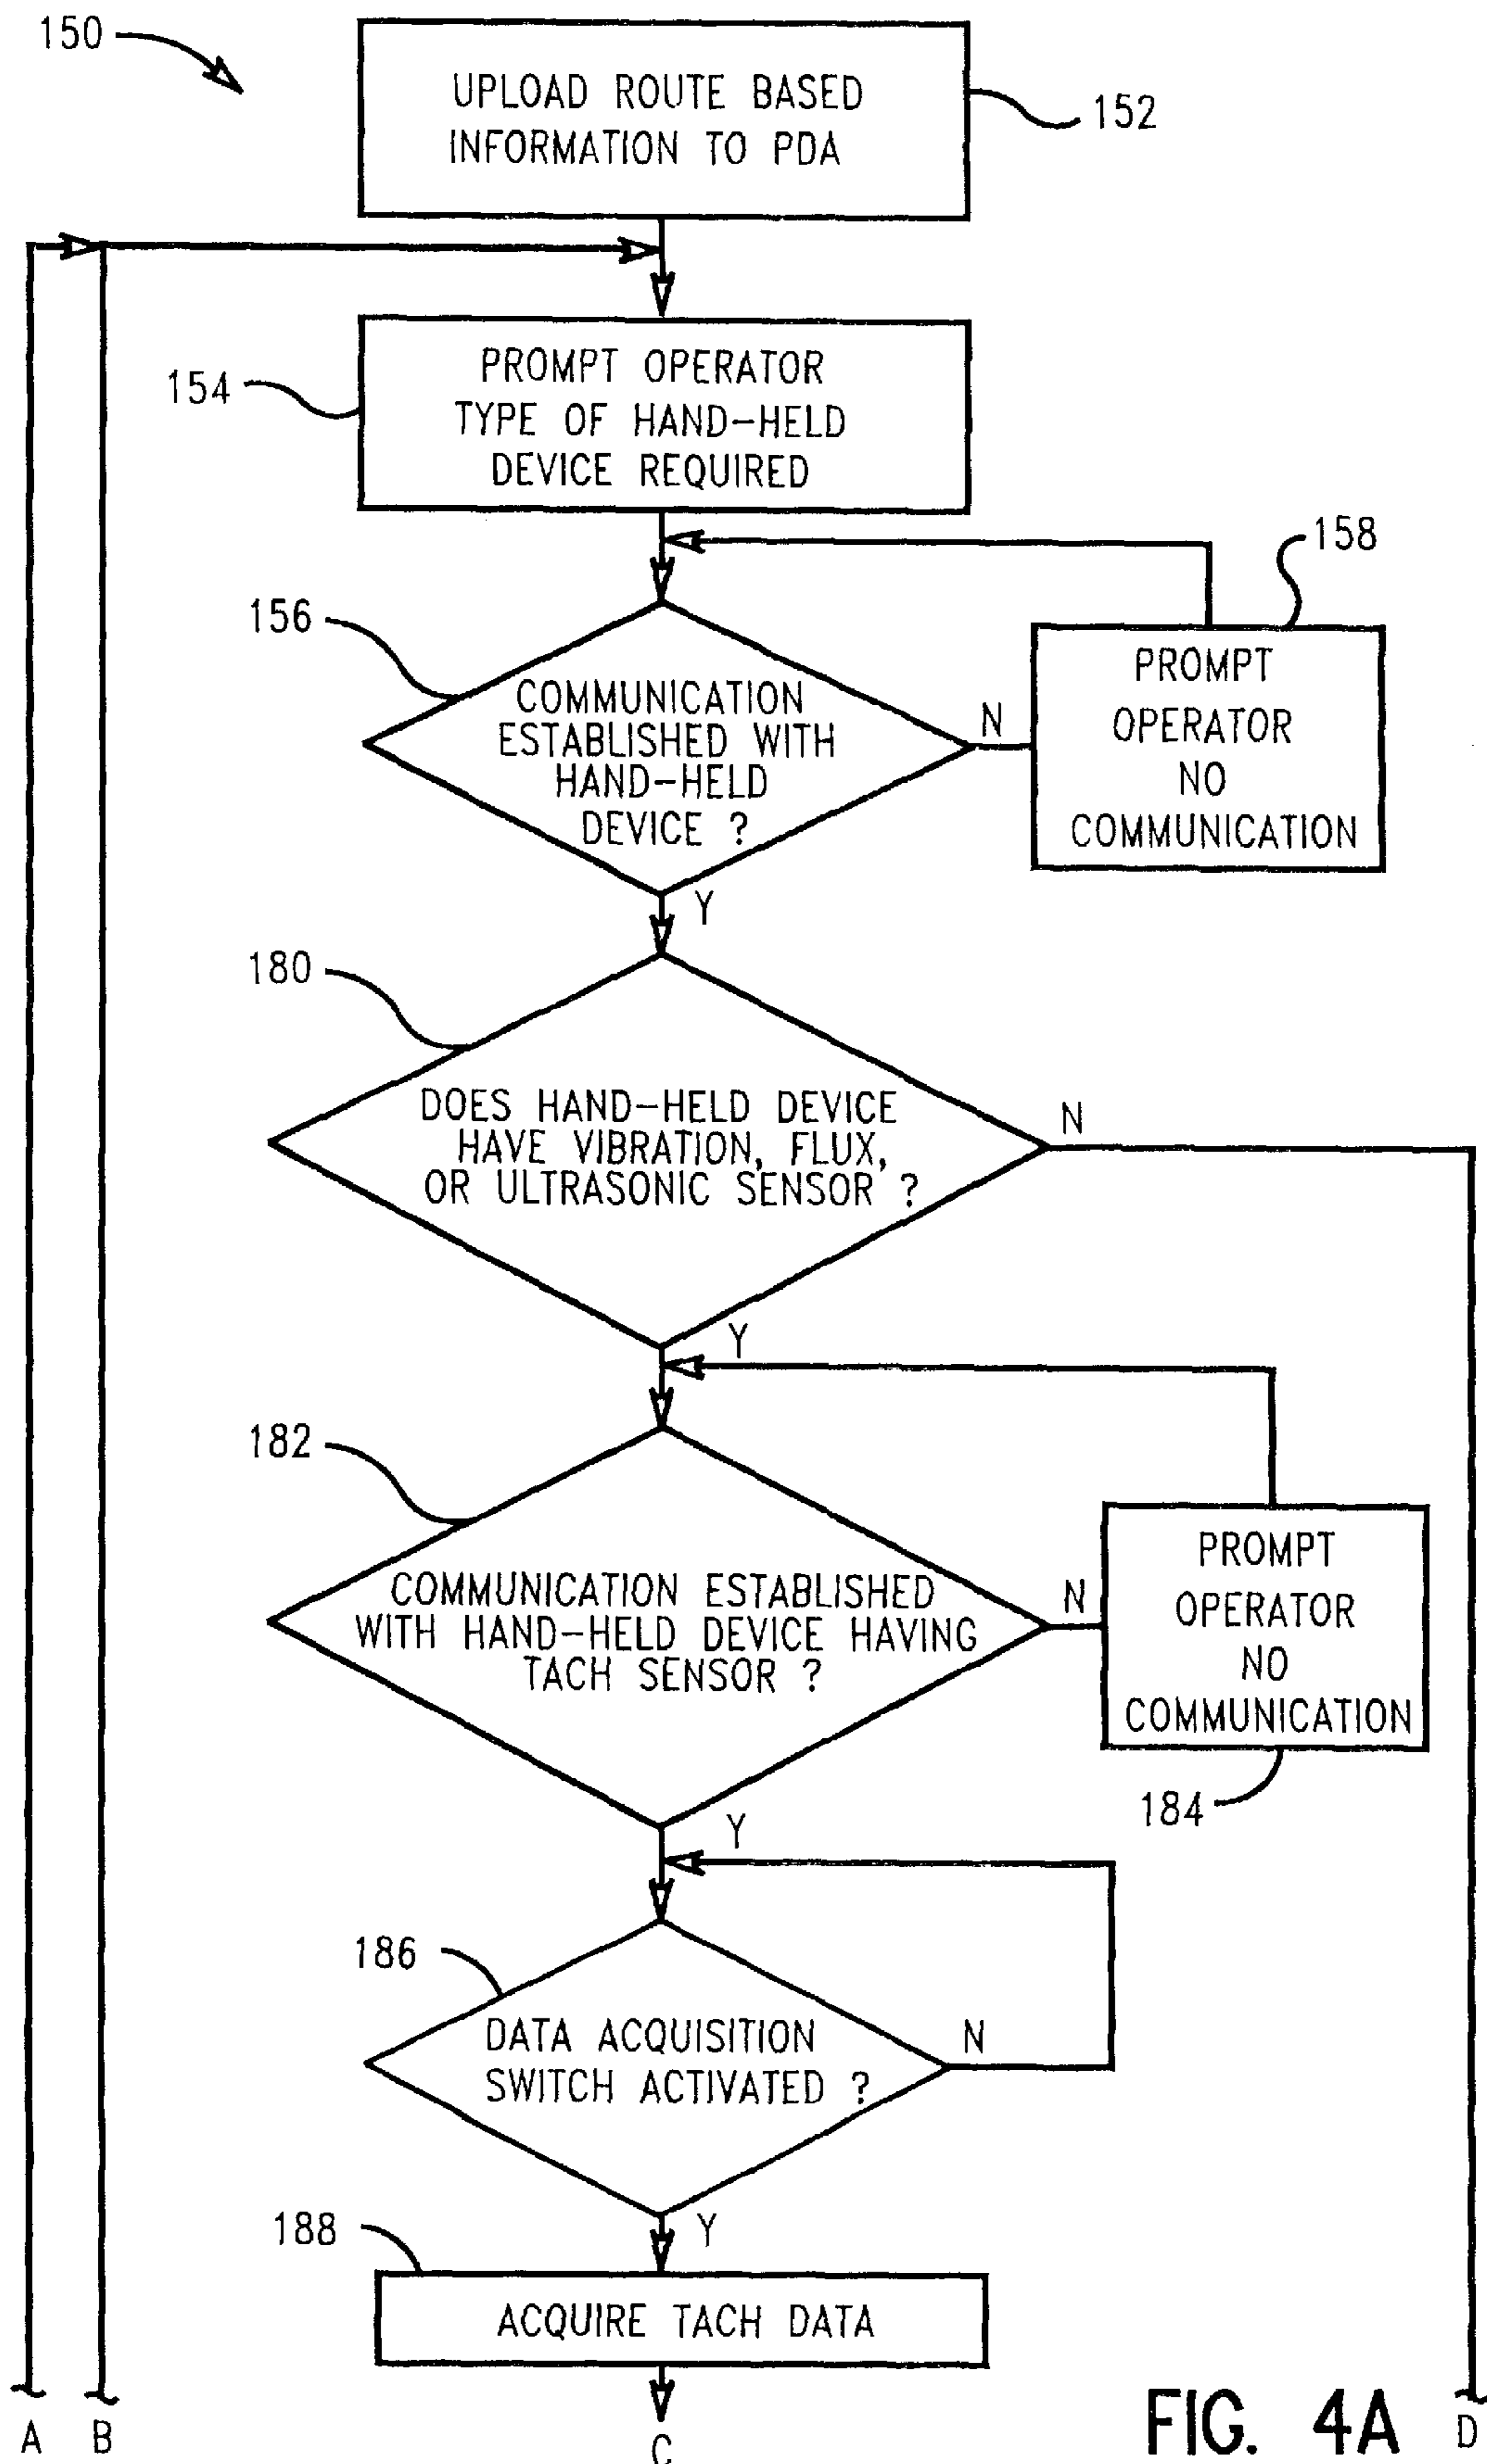 150
UPLOAD ROUTE BASED
INFORMATION TO PDA
152
154
PROMPT OPERATOR
TYPE OF HAND-HELD
DEVICE REQUIRED
156
COMMUNICATION
ESTABLISHED WITH
HAND-HELD
DEVICE ?
N
158
PROMPT
OPERATOR
NO
COMMUNICATION
Y
180
DOES HAND-HELD DEVICE
HAVE VIBRATION, FLUX,
OR ULTRASONIC SENSOR ?
N
Y
182
COMMUNICATION ESTABLISHED
WITH HAND-HELD DEVICE HAVING
TACH SENSOR ?
N
PROMPT
OPERATOR
NO
COMMUNICATION
184
Y
186
DATA ACQUISITION
SWITCH ACTIVATED ?
N
Y
188
ACQUIRE TACH DATA
A
B
C
FIG. 4A
D